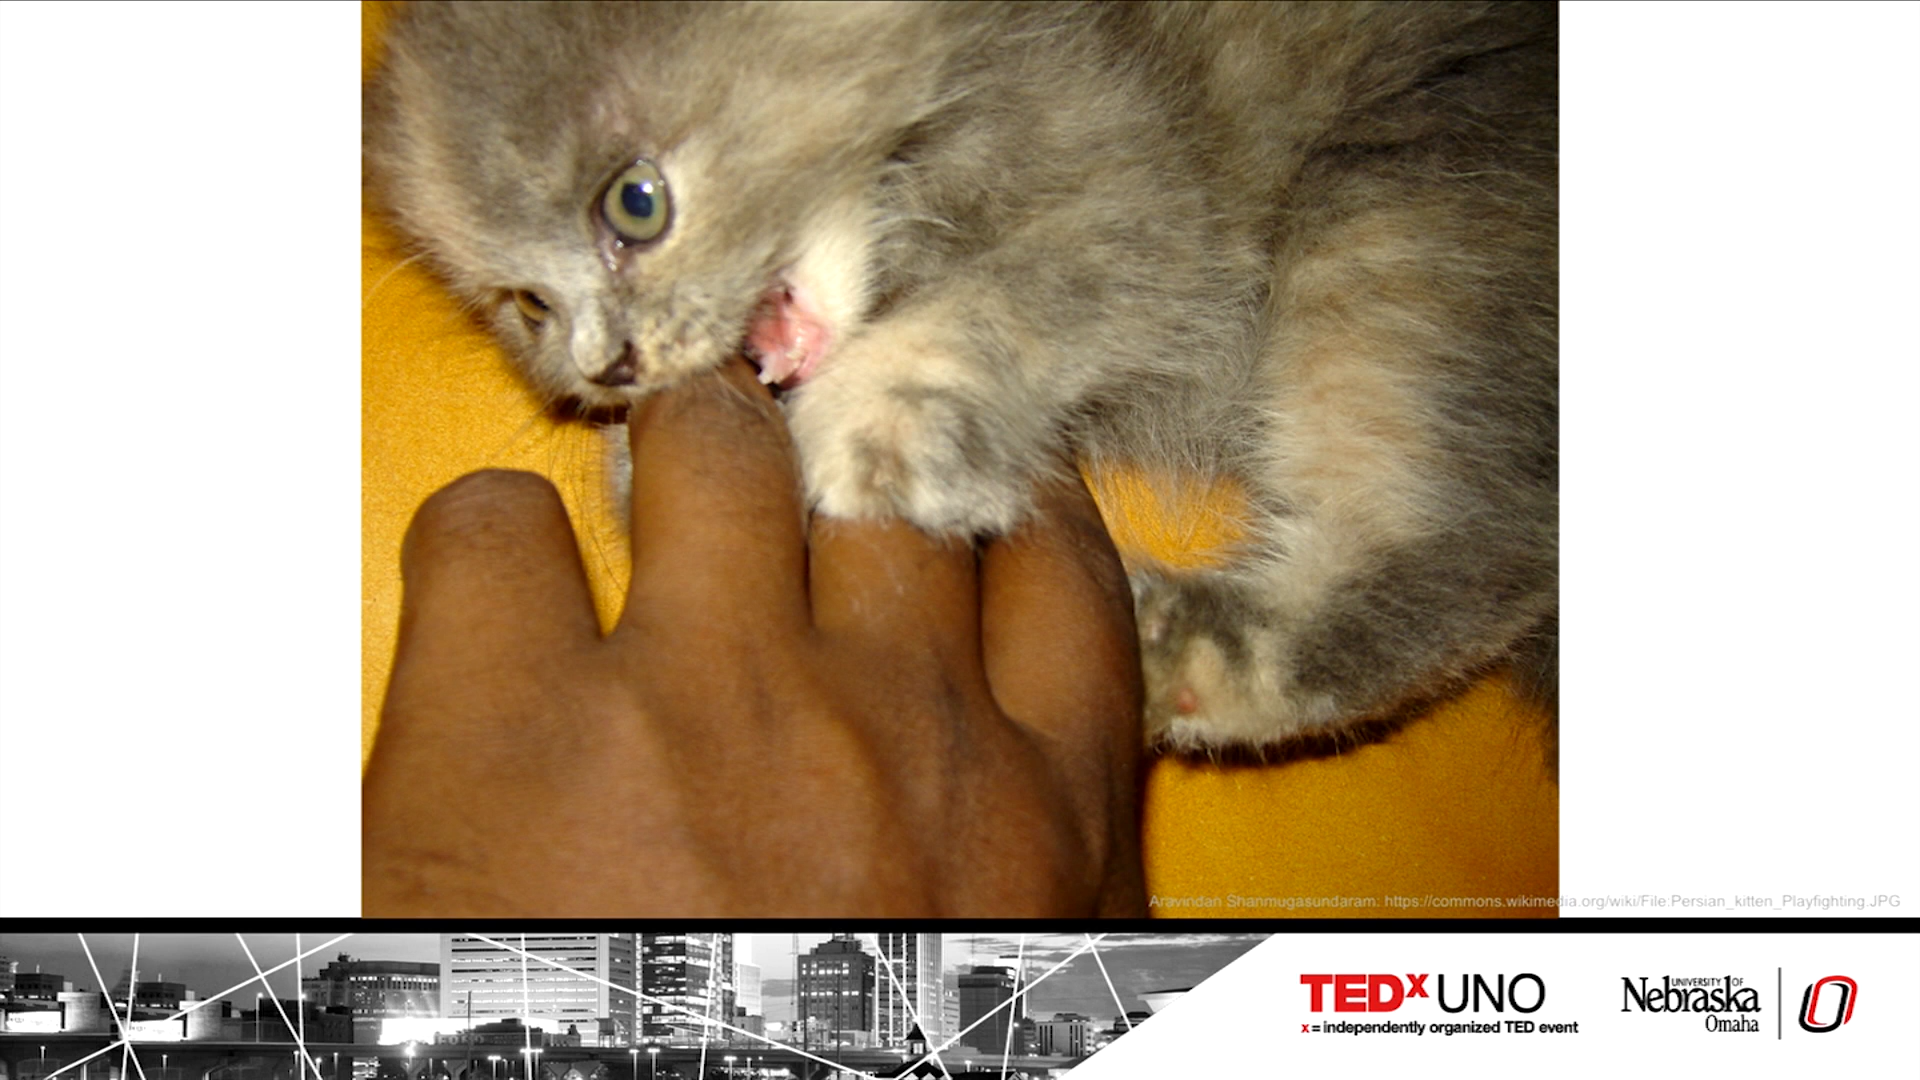 Aravindan Shanmugasundaram: https://commons.wikimedia.org/wiki/File:Persian_kitten_Playfighting.JPG
TEDx UNO
x = independently organized TED event
UNIVERSITY OF
Nebraska
Omaha